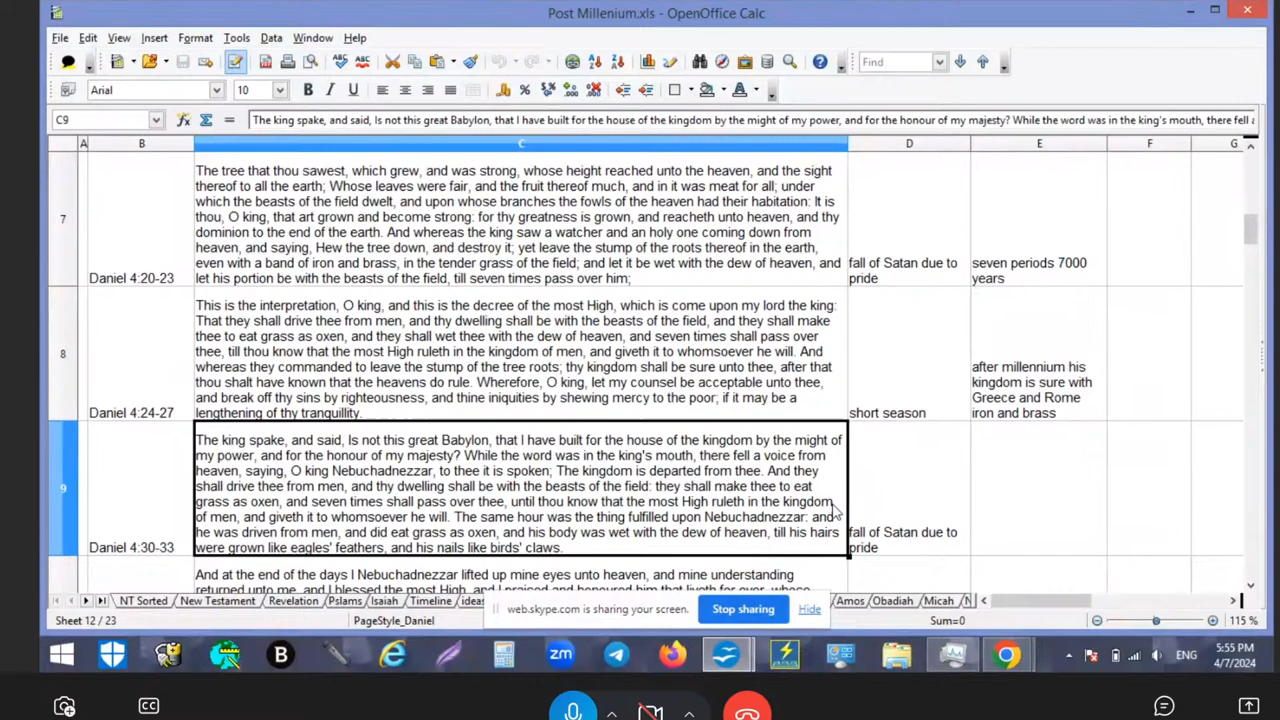 Post Millenium.xls - OpenOffice Calc
File Edit View Insert Format Tools Data Window Help
Find
Arial 10
C9 The king spake, and said, Is not this great Babylon, that I have built for the house of the kingdom by the might of my power, and for the honour of my majesty? While the word was in the king's mouth, there fell a
A B C D E F G
The tree that thou sawest, which grew, and was strong, whose height reached unto the heaven, and the sight
thereof to all the earth; Whose leaves were fair, and the fruit thereof much, and in it was meat for all; under
which the beasts of the field dwelt, and upon whose branches the fowls of the heaven had their habitation: It is
thou, O king, that art grown and become strong: for thy greatness is grown, and reacheth unto heaven, and thy
dominion to the end of the earth. And whereas the king saw a watcher and an holy one coming down from
heaven, and saying, Hew the tree down, and destroy it; yet leave the stump of the roots thereof in the earth,
even with a band of iron and brass, in the tender grass of the field; and let it be wet with the dew of heaven, and
let his portion be with the beasts of the field, till seven times pass over him;
7
Daniel 4:20-23
fall of Satan due to
pride
seven periods 7000
years
This is the interpretation, O king, and this is the decree of the most High, which is come upon my lord the king:
That they shall drive thee from men, and thy dwelling shall be with the beasts of the field, and they shall make
thee to eat grass as oxen, and they shall wet thee with the dew of heaven, and seven times shall pass over
thee, till thou know that the most High ruleth in the kingdom of men, and giveth it to whomsoever he will. And
whereas they commanded to leave the stump of the tree roots; thy kingdom shall be sure unto thee, after that
thou shalt have known that the heavens do rule. Wherefore, O king, let my counsel be acceptable unto thee,
and break off thy sins by righteousness, and thine iniquities by shewing mercy to the poor; if it may be a
lengthening of thy tranquillity.
8
Daniel 4:24-27
short season
after millennium his
kingdom is sure with
Greece and Rome
iron and brass
The king spake, and said, Is not this great Babylon, that I have built for the house of the kingdom by the might of
my power, and for the honour of my majesty? While the word was in the king's mouth, there fell a voice from
heaven, saying, O king Nebuchadnezzar, to thee it is spoken; The kingdom is departed from thee. And they
shall drive thee from men, and thy dwelling shall be with the beasts of the field: they shall make thee to eat
grass as oxen, and seven times shall pass over thee, until thou know that the most High ruleth in the kingdom
of men, and giveth it to whomsoever he will. The same hour was the thing fulfilled upon Nebuchadnezzar: and
he was driven from men, and did eat grass as oxen, and his body was wet with the dew of heaven, till his hairs
were grown like eagles' feathers, and his nails like birds' claws.
9
Daniel 4:30-33
fall of Satan due to
pride
And at the end of the days I Nebuchadnezzar lifted up mine eyes unto heaven, and mine understanding
returned unto me, and I blessed the most High, and I praised and honoured him that liveth for ever, whose
NT Sorted New Testament Revelation Pslams Isaiah Timeline ideas Amos Obadiah Micah N
web.skype.com is sharing your screen. Stop sharing Hide
Sheet 12 / 23 PageStyle_Daniel Sum=0 115 %
B zm ENG
5:55 PM
4/7/2024
CC